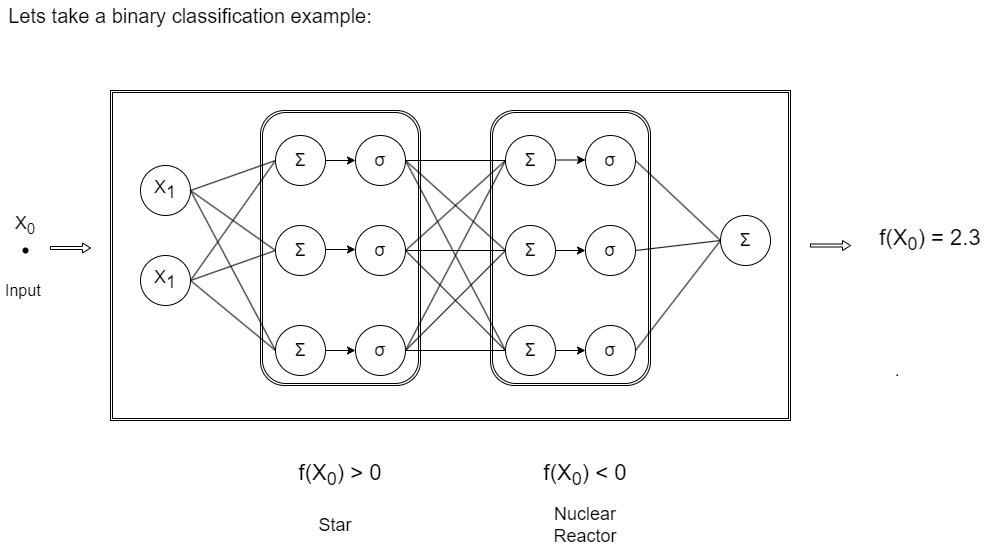 Lets take a binary classification example:
Σ σ Σ σ
X₁
X₀
Σ
f(X₀) = 2.3
Σ σ Σ σ
X₁
Input
Σ σ Σ σ
f(X₀) > 0
f(X₀) < 0
Star
Nuclear
Reactor